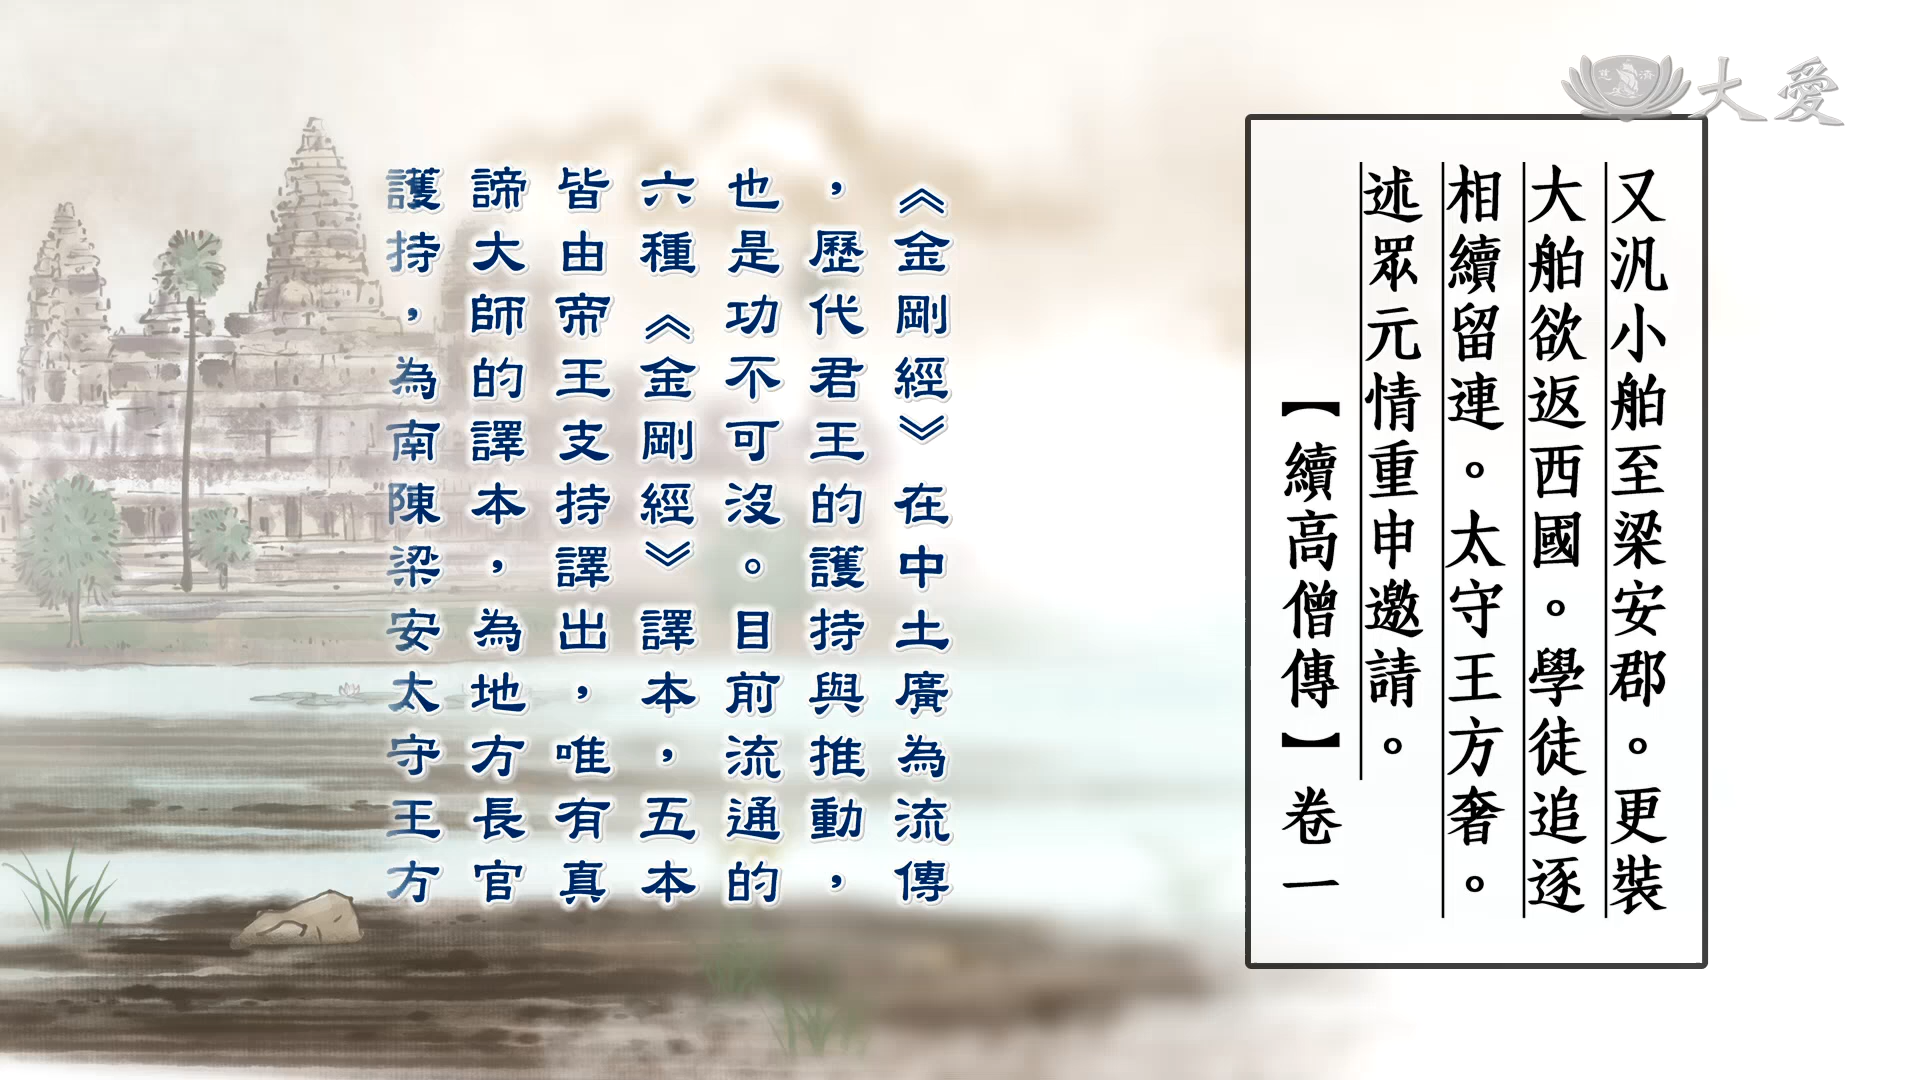 大愛
慈濟
又汎小舶至梁安郡。更裝
大舶欲返西國。學徒追逐
相續留連。太守王方奢。
述眾元情重申邀請。
【續高僧傳】卷一
《金剛經》在中土廣為流傳
，歷代君王的護持與推動，
也是功不可沒。目前流通的
六種《金剛經》譯本，五本
皆由帝王支持譯出，唯有真
諦大師的譯本，為地方長官
護持，為南陳梁安太守王方